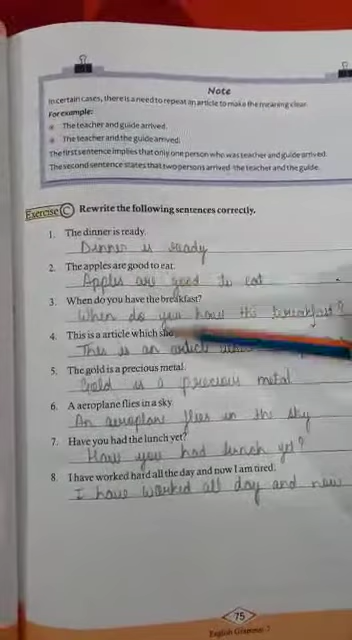 Note
In certain cases, there is a need to repeat an article to make the meaning clear.
For example:
The teacher and guide arrived.
The teacher and the guide arrived.
The first sentence implies that only one person who was teacher and guide arrived.
The second sentence states that two persons arrived-the teacher and the guide.
Exercise C Rewrite the following sentences correctly.
1. The dinner is ready.
Dinner is ready
2. The apples are good to eat.
Apples are good to eat
3. When do you have the breakfast?
When do you have the breakfast?
4. This is a article which she
This is an article
5. The gold is a precious metal.
Gold is a precious metal
6. A aeroplane flies in a sky.
An aeroplane flies in the sky
7. Have you had the lunch yet?
Have you had lunch yet?
8. I have worked hard all the day and now I am tired.
I have worked all day and now
75
English Grammar-